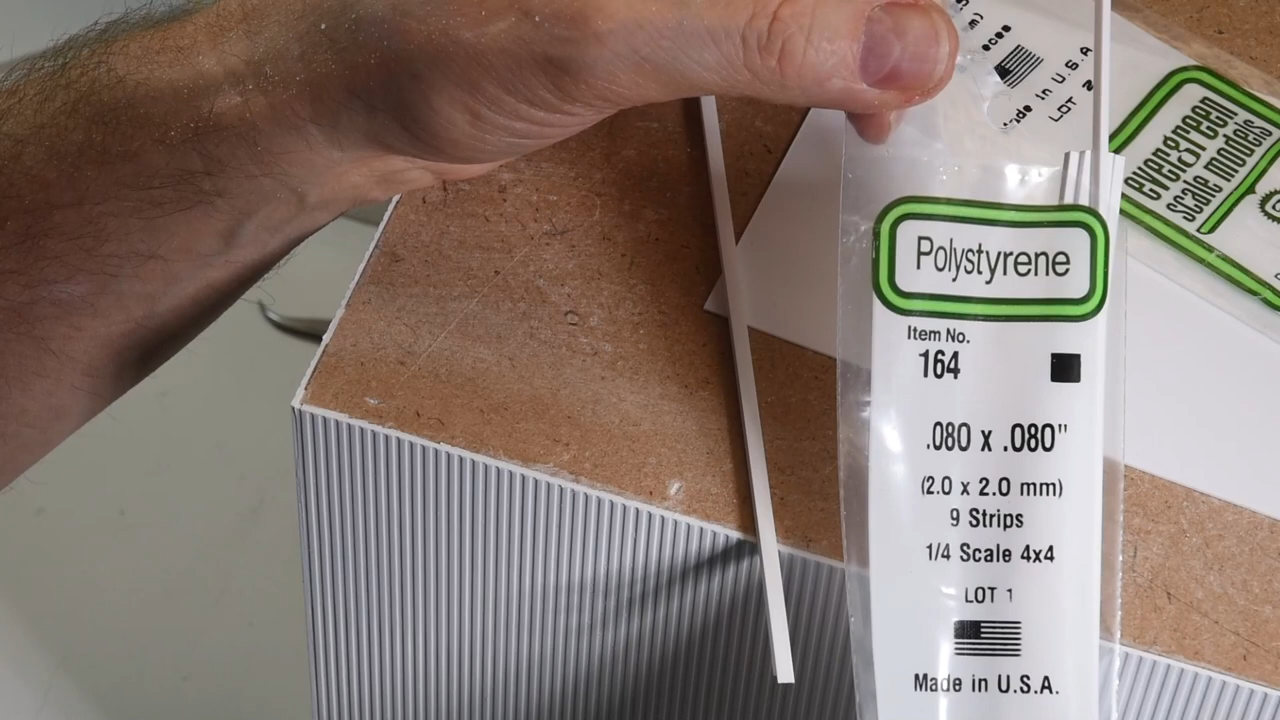 Made in U.S.A
LOT
evergreen
scale models
Polystyrene
Item No.
164
.080 x .080"
(2.0 x 2.0 mm)
9 Strips
1/4 Scale 4x4
LOT 1
Made in U.S.A.